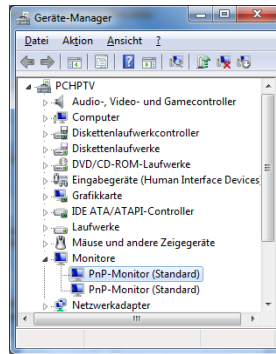 Geräte-Manager
Datei Aktion Ansicht ?
PCHPTV
Audio-, Video- und Gamecontroller
Computer
Diskettenlaufwerkcontroller
Diskettenlaufwerke
DVD/CD-ROM-Laufwerke
Eingabegeräte (Human Interface Devices
Grafikkarte
IDE ATA/ATAPI-Controller
Laufwerke
Mäuse und andere Zeigegeräte
Monitore
PnP-Monitor (Standard)
PnP-Monitor (Standard)
Netzwerkadapter